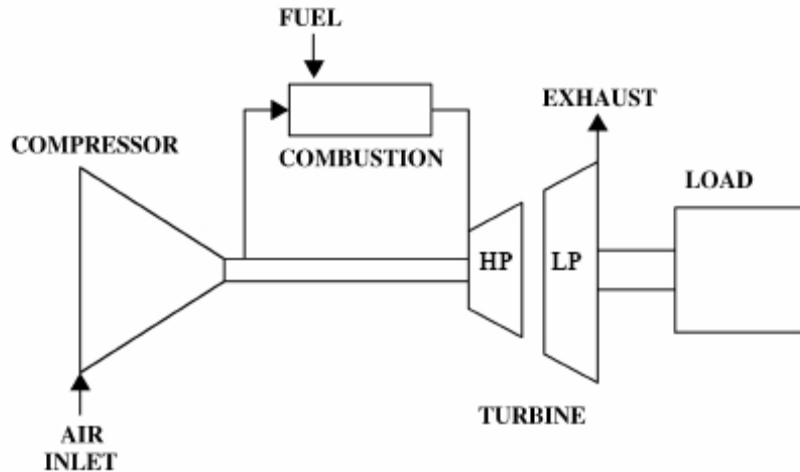 FUEL
EXHAUST
COMPRESSOR
COMBUSTION
LOAD
HP
LP
TURBINE
AIR
INLET